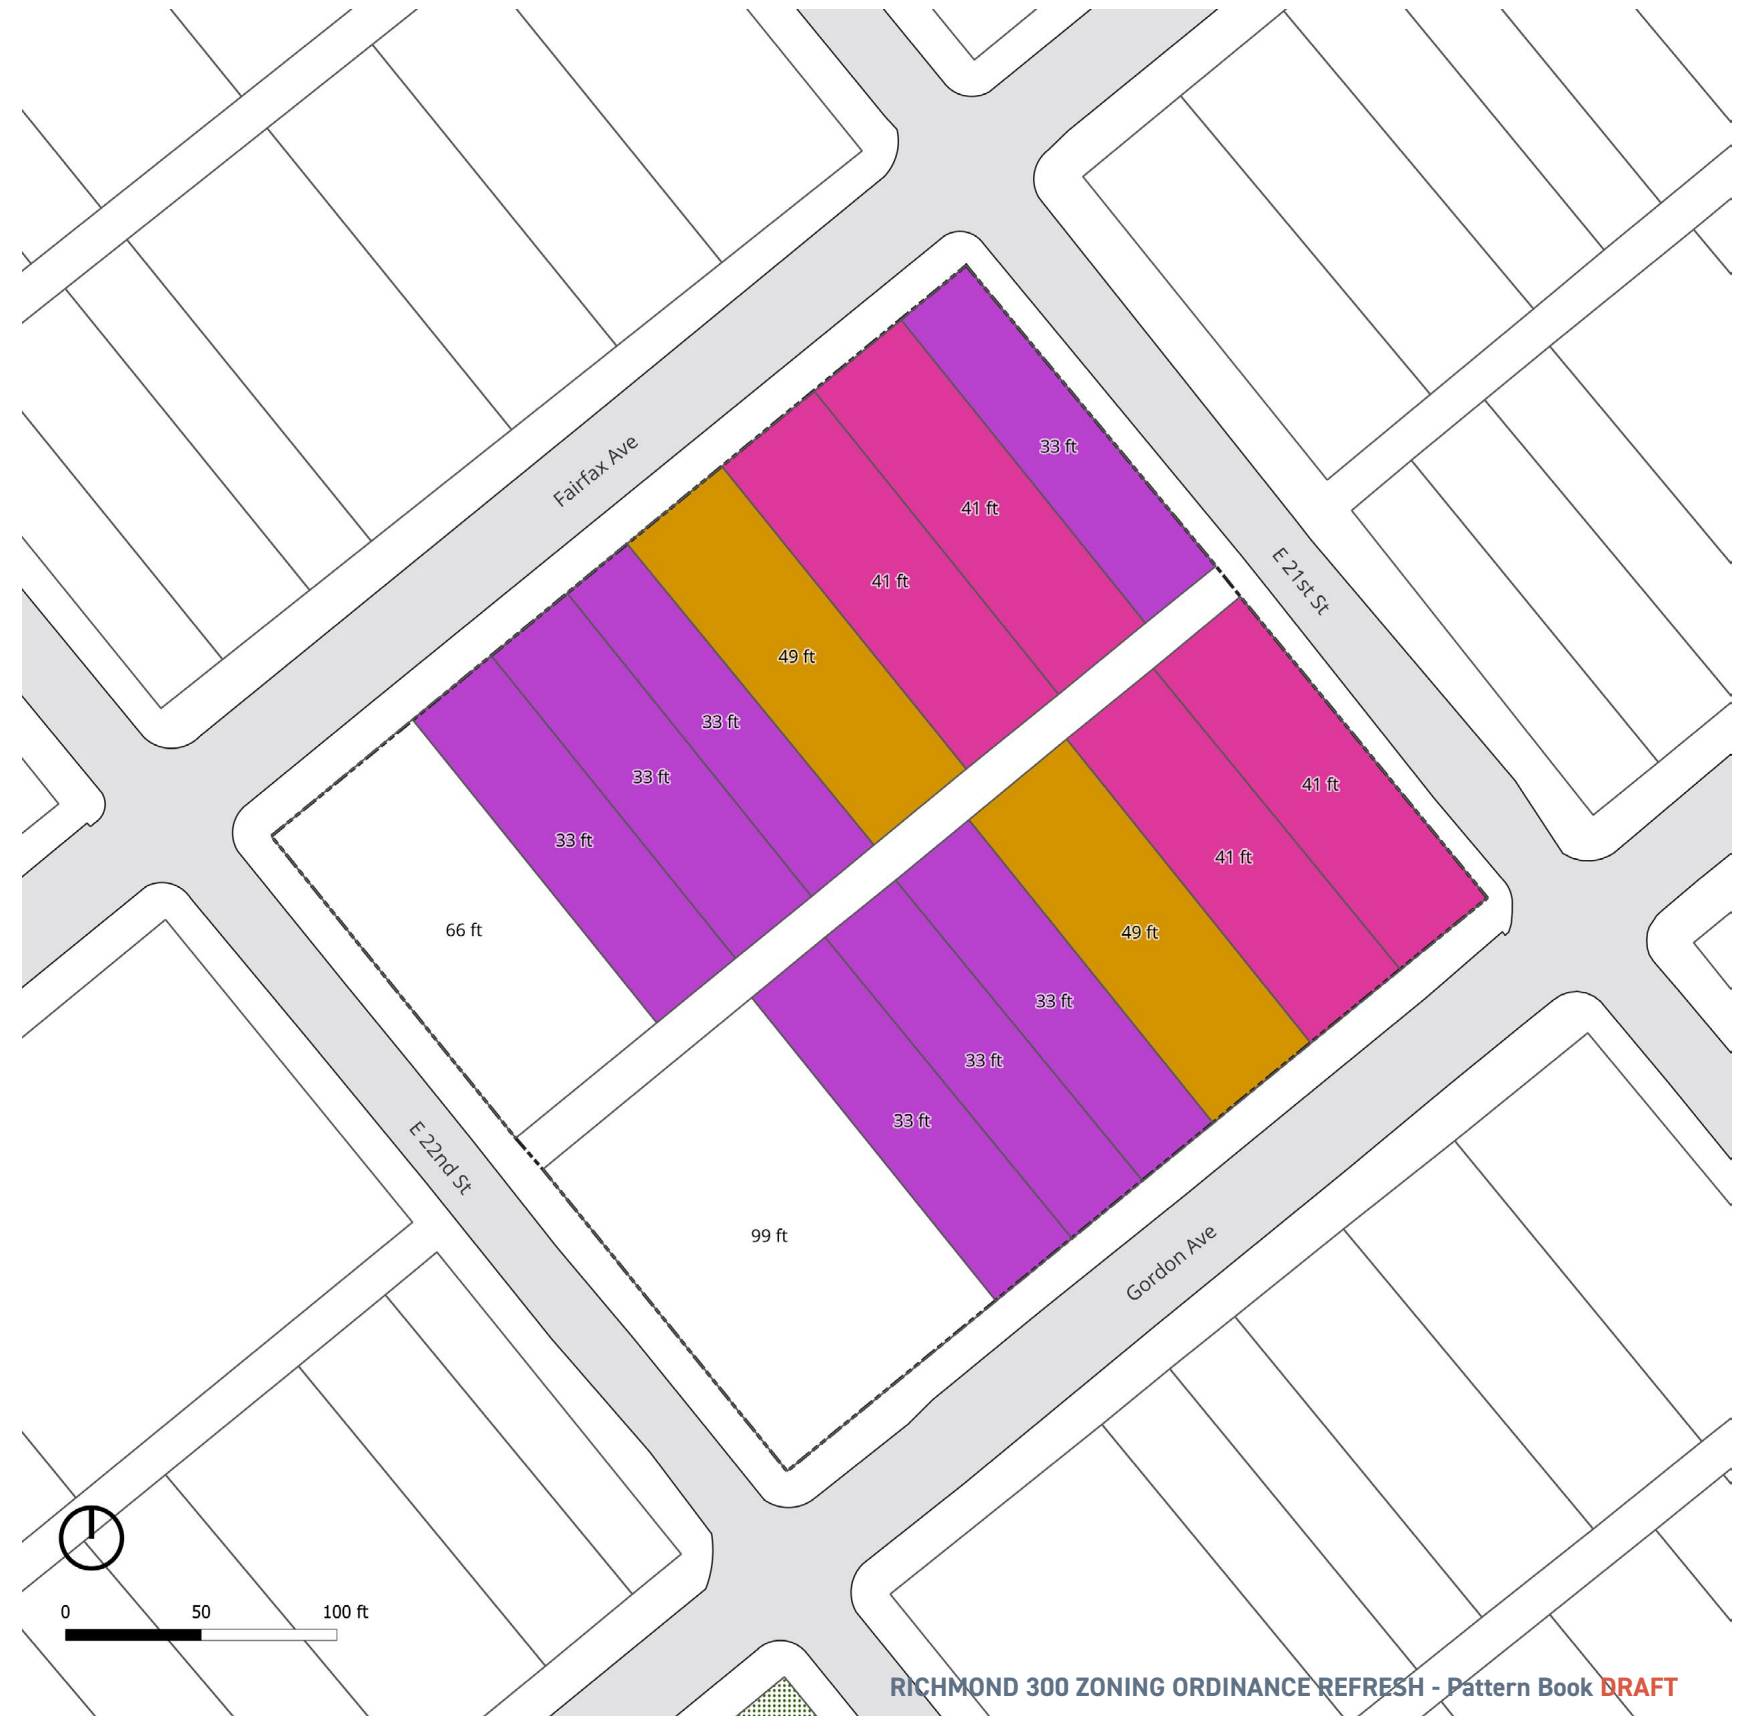 Fairfax Ave
33 ft
41 ft
E 21st St
41 ft
49 ft
33 ft
33 ft
41 ft
33 ft
41 ft
66 ft
49 ft
33 ft
33 ft
33 ft
E 22nd St
99 ft
Gordon Ave
0 50 100 ft
RICHMOND 300 ZONING ORDINANCE REFRESH - Pattern Book DRAFT